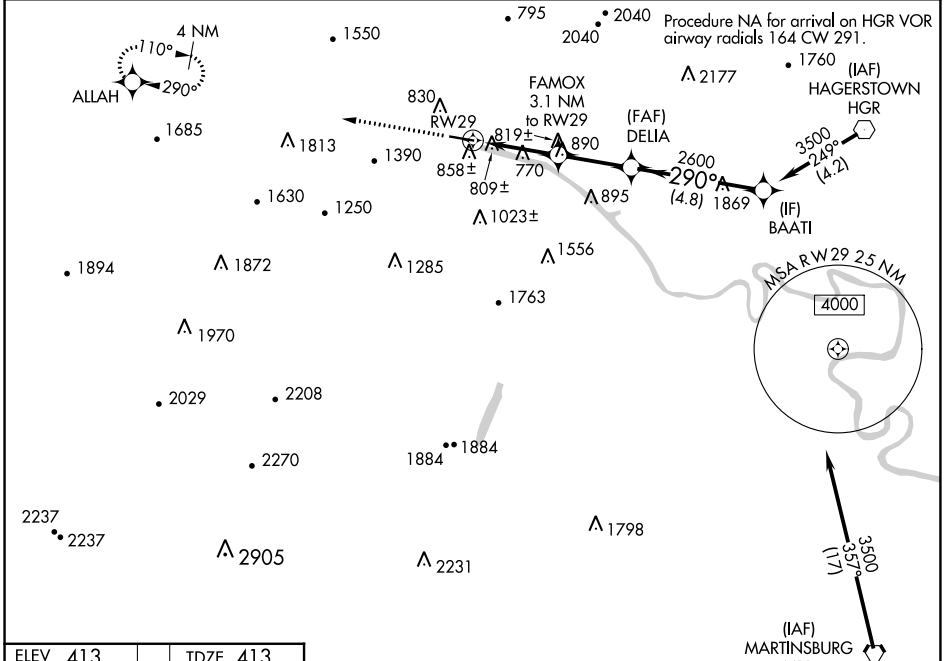 795
2040
2040
Procedure NA for arrival on HGR VOR
airway radials 164 CW 291.
1550
4 NM
110°
290°
ALLAH
1760
2177
(IAF)
HAGERSTOWN
HGR
FAMOX
3.1 NM
to RW29
830
RW29
819±
890
(FAF)
DELIA
1685
1813
1390
858±
809±
770
2600
290°
(4.8)
1869
3500
249°
(4.2)
(IF)
BAATI
895
1630
1250
1023±
1556
1894
1872
1285
1763
MSA RW29 25 NM
4000
1970
2029
2208
1884
1884
2270
2237
2237
2905
2231
1798
3500
357°
(17)
(IAF)
MARTINSBURG
ELEV 413
TDZE 413